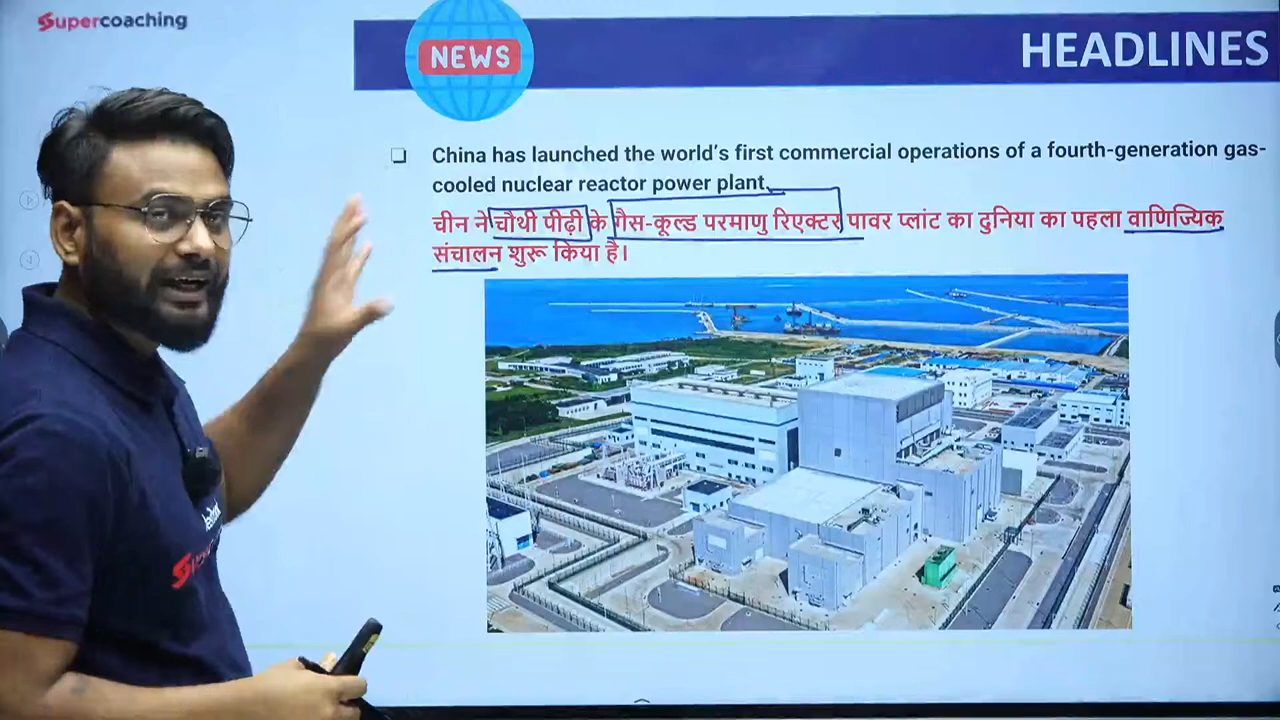 Supercoaching
NEWS
HEADLINES
❑ China has launched the world’s first commercial operations of a fourth-generation gas-
cooled nuclear reactor power plant.
चीन ने चौथी पीढ़ी के गैस-कूल्ड परमाणु रिएक्टर पावर प्लांट का दुनिया का पहला वाणिज्यिक
संचालन शुरू किया है।